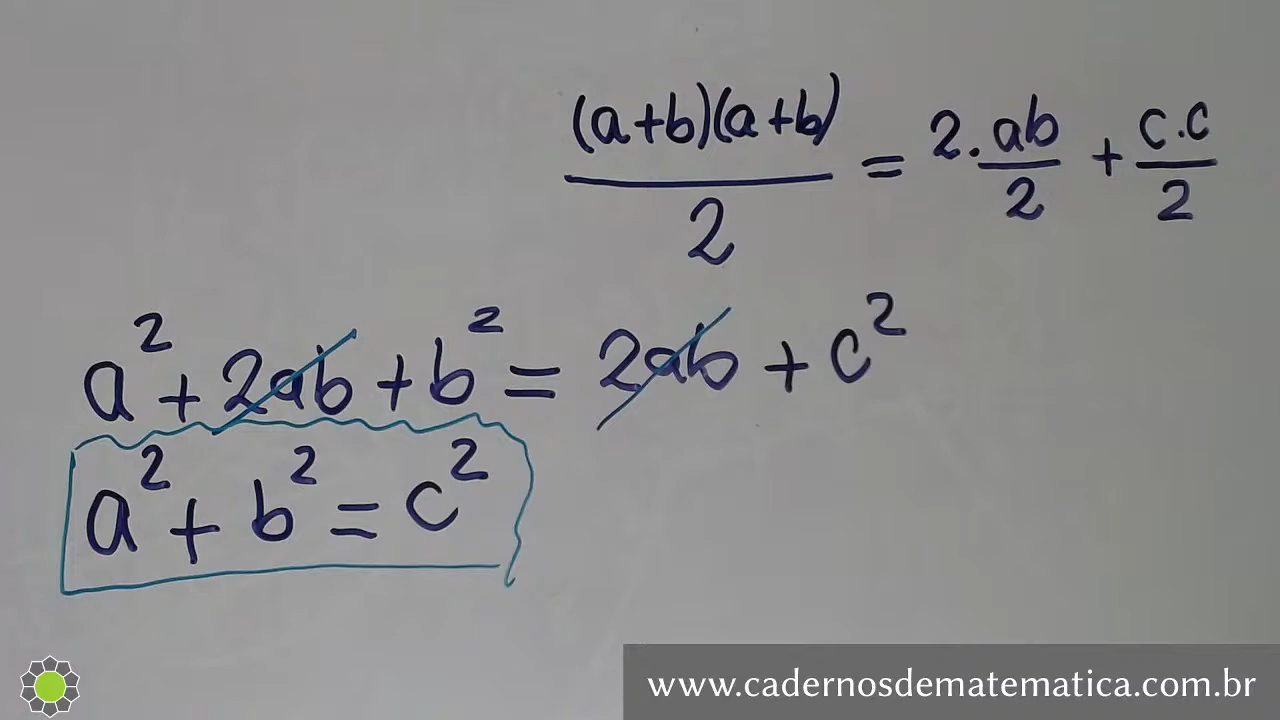 (a+b)(a+b)/2 = 2.ab/2 + c.c/2
a² + 2ab + b² = 2ab + c²
a² + b² = c²
www.cadernosdematematica.com.br